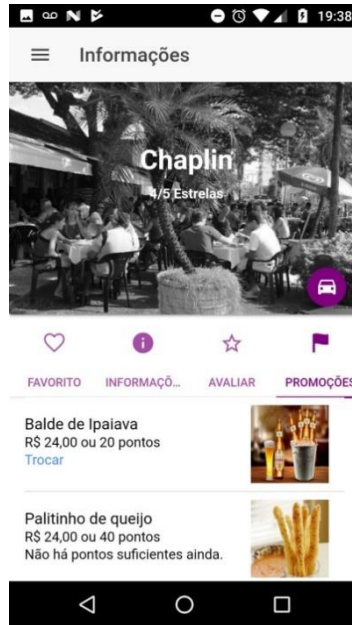 19:38
Informações
Chaplin
4/5 Estrelas
FAVORITO
INFORMAÇÕ...
AVALIAR
PROMOÇÕES
Balde de Ipaiava
R$ 24,00 ou 20 pontos
Trocar
Palitinho de queijo
R$ 24,00 ou 40 pontos
Não há pontos suficientes ainda.